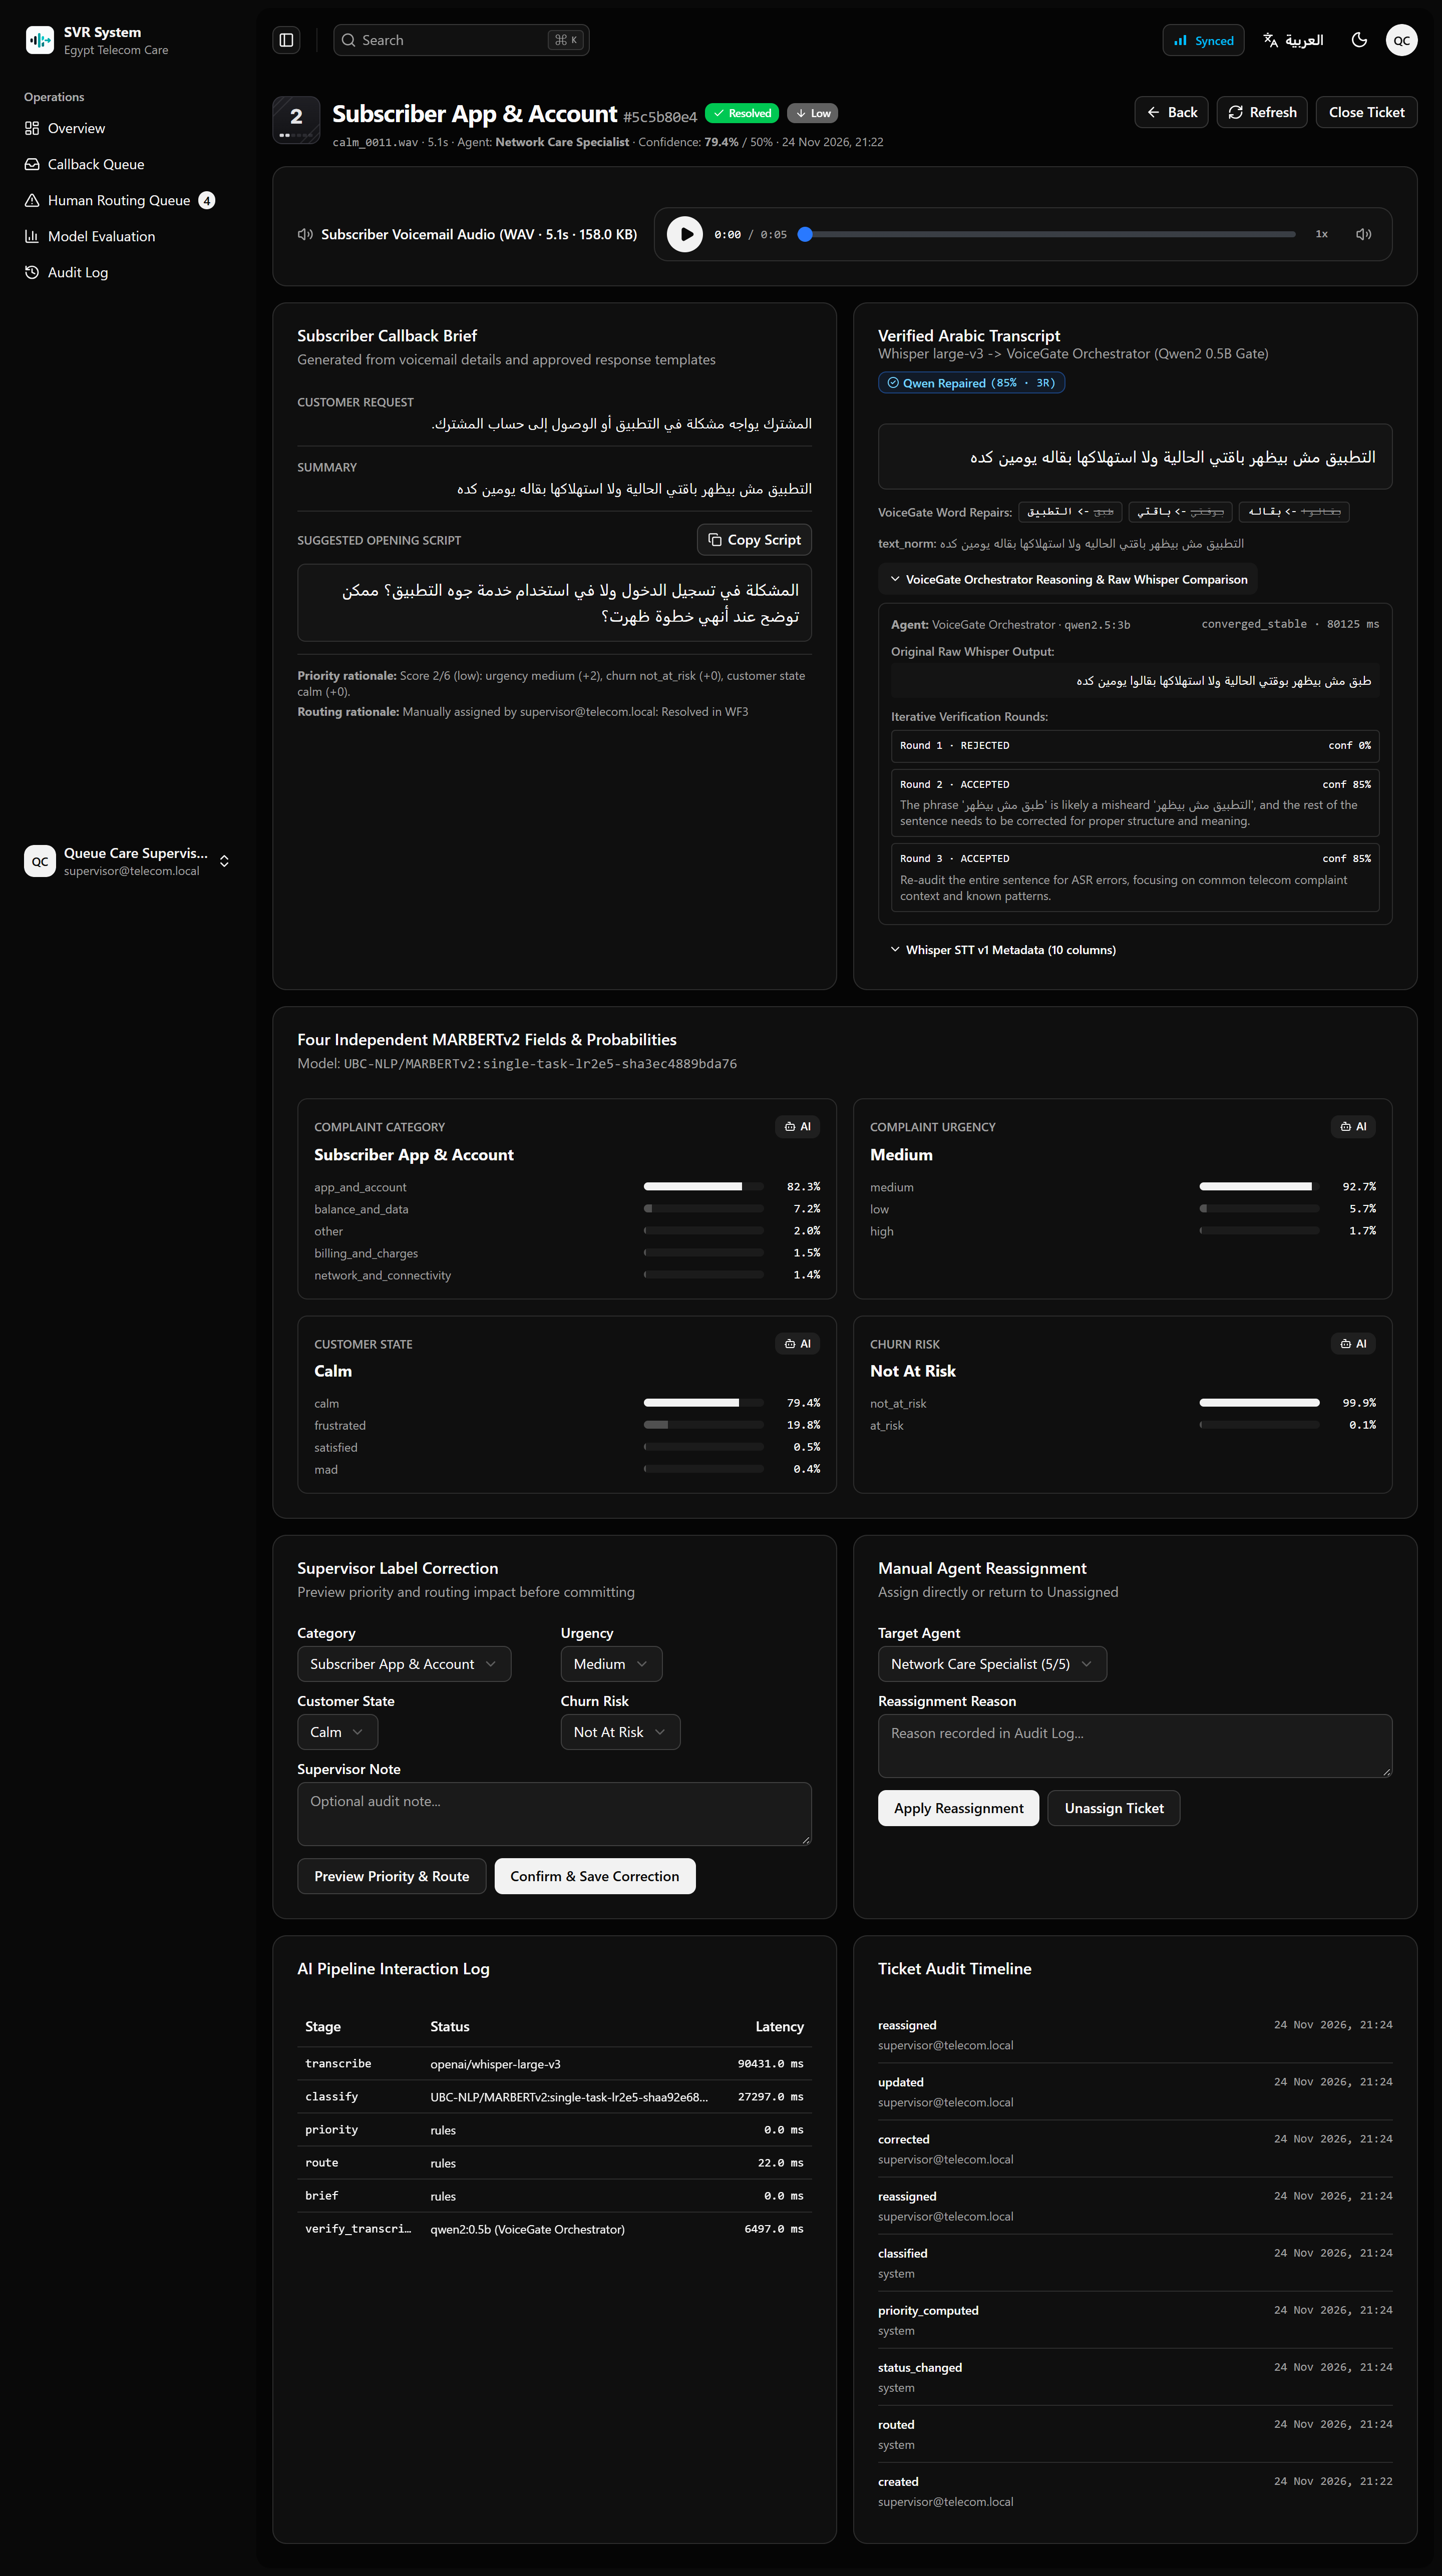 SVR System
Egypt Telecom Care
Operations
Overview
Callback Queue
Human Routing Queue 4
Model Evaluation
Audit Log
QC
Queue Care Supervis...
supervisor@telecom.local
Search
⌘ K
Synced
العربية
QC
2
Subscriber App & Account #5c5b80e4 Resolved Low
calm_0011.wav · 5.1s · Agent: Network Care Specialist · Confidence: 79.4% / 50% · 24 Nov 2026, 21:22
Back
Refresh
Close Ticket
Subscriber Voicemail Audio (WAV · 5.1s · 158.0 KB)
0:00 / 0:05
1x
Subscriber Callback Brief
Generated from voicemail details and approved response templates
CUSTOMER REQUEST
المشترك يواجه مشكلة في التطبيق أو الوصول إلى حساب المشترك.
SUMMARY
التطبيق مش بيظهر باقتي الحالية ولا استهلاكها بقاله يومين كده
SUGGESTED OPENING SCRIPT
Copy Script
المشكلة في تسجيل الدخول ولا في استخدام خدمة جوه التطبيق؟ ممكن
توضح عند أنهي خطوة ظهرت؟
Priority rationale: Score 2/6 (low): urgency medium (+2), churn not_at_risk (+0), customer state
calm (+0).
Routing rationale: Manually assigned by supervisor@telecom.local: Resolved in WF3
Verified Arabic Transcript
Whisper large-v3 -> VoiceGate Orchestrator (Qwen2 0.5B Gate)
Qwen Repaired (85% · 3R)
التطبيق مش بيظهر باقتي الحالية ولا استهلاكها بقاله يومين كده
VoiceGate Word Repairs: طبق -> التطبيق بوقتي -> باقتي بقالوا -> بقاله
text_norm: التطبيق مش بيظهر باقتي الحاليه ولا استهلاكها بقاله يومين كده
VoiceGate Orchestrator Reasoning & Raw Whisper Comparison
Agent: VoiceGate Orchestrator · qwen2.5:3b
converged_stable · 80125 ms
Original Raw Whisper Output:
طبق مش بيظهر بوقتي الحالية ولا استهلاكها بقالوا يومين كده
Iterative Verification Rounds:
Round 1 · REJECTED conf 0%
Round 2 · ACCEPTED conf 85%
The phrase 'طبق مش بيظهر' is likely a misheard 'التطبيق مش بيظهر', and the rest of the
sentence needs to be corrected for proper structure and meaning.
Round 3 · ACCEPTED conf 85%
Re-audit the entire sentence for ASR errors, focusing on common telecom complaint
context and known patterns.
Whisper STT v1 Metadata (10 columns)
Four Independent MARBERTv2 Fields & Probabilities
Model: UBC-NLP/MARBERTv2:single-task-lr2e5-sha3ec4889bda76
COMPLAINT CATEGORY AI
Subscriber App & Account
app_and_account 82.3%
balance_and_data 7.2%
other 2.0%
billing_and_charges 1.5%
network_and_connectivity 1.4%
COMPLAINT URGENCY AI
Medium
medium 92.7%
low 5.7%
high 1.7%
CUSTOMER STATE AI
Calm
calm 79.4%
frustrated 19.8%
satisfied 0.5%
mad 0.4%
CHURN RISK AI
Not At Risk
not_at_risk 99.9%
at_risk 0.1%
Supervisor Label Correction
Preview priority and routing impact before committing
Category Urgency
Subscriber App & Account Medium
Customer State Churn Risk
Calm Not At Risk
Supervisor Note
Optional audit note...
Preview Priority & Route Confirm & Save Correction
Manual Agent Reassignment
Assign directly or return to Unassigned
Target Agent
Network Care Specialist (5/5)
Reassignment Reason
Reason recorded in Audit Log...
Apply Reassignment Unassign Ticket
AI Pipeline Interaction Log
Stage Status Latency
transcribe openai/whisper-large-v3 90431.0 ms
classify UBC-NLP/MARBERTv2:single-task-lr2e5-shaa92e68... 27297.0 ms
priority rules 0.0 ms
route rules 22.0 ms
brief rules 0.0 ms
verify_transcri... qwen2:0.5b (VoiceGate Orchestrator) 6497.0 ms
Ticket Audit Timeline
reassigned 24 Nov 2026, 21:24
supervisor@telecom.local
updated 24 Nov 2026, 21:24
supervisor@telecom.local
corrected 24 Nov 2026, 21:24
supervisor@telecom.local
reassigned 24 Nov 2026, 21:24
supervisor@telecom.local
classified 24 Nov 2026, 21:24
system
priority_computed 24 Nov 2026, 21:24
system
status_changed 24 Nov 2026, 21:24
system
routed 24 Nov 2026, 21:24
system
created 24 Nov 2026, 21:22
supervisor@telecom.local